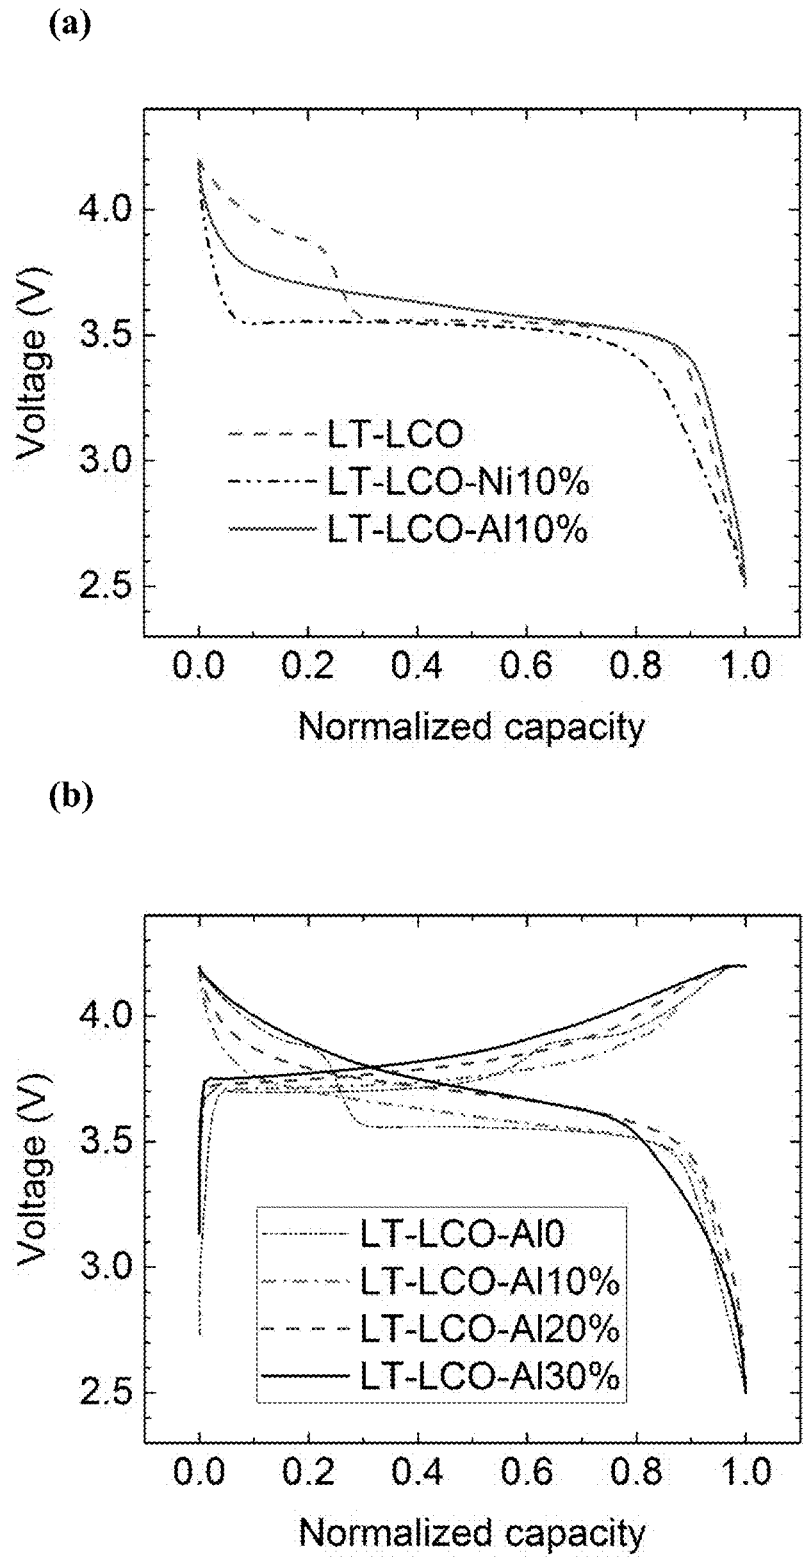 (a)
4.0
3.5
3.0
2.5
Voltage (V)
LT-LCO
LT-LCO-Ni10%
LT-LCO-Al10%
0.0 0.2 0.4 0.6 0.8 1.0
Normalized capacity
(b)
4.0
3.5
3.0
2.5
Voltage (V)
LT-LCO-Al0
LT-LCO-Al10%
LT-LCO-Al20%
LT-LCO-Al30%
0.0 0.2 0.4 0.6 0.8 1.0
Normalized capacity